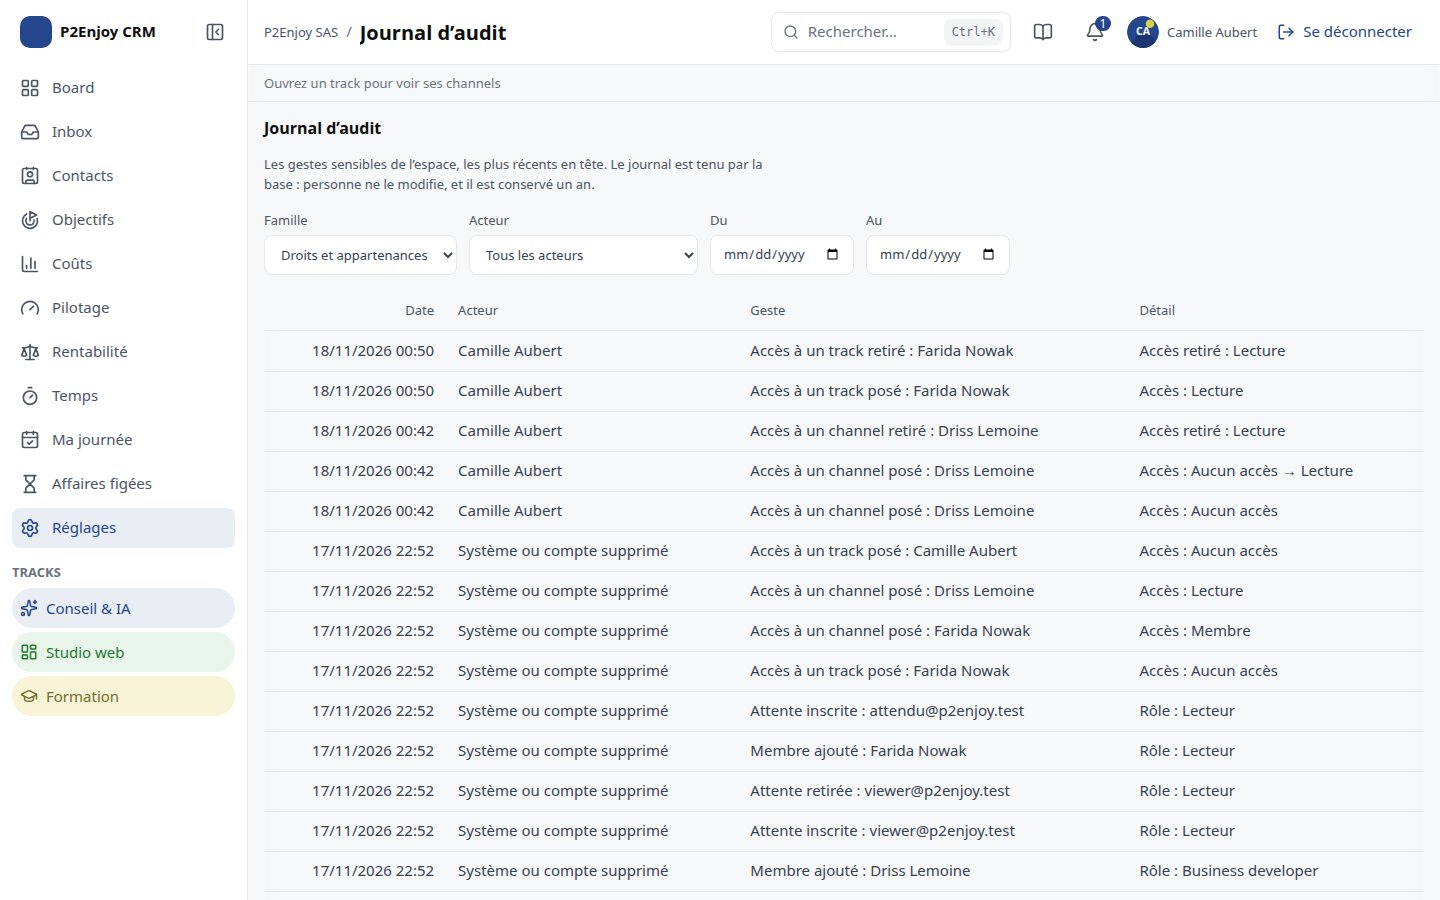 P2Enjoy CRM
P2Enjoy SAS / Journal d’audit
Rechercher... Ctrl+K
1
CA Camille Aubert
Se déconnecter
Board
Inbox
Contacts
Objectifs
Coûts
Pilotage
Rentabilité
Temps
Ma journée
Affaires figées
Réglages
TRACKS
Conseil & IA
Studio web
Formation
Ouvrez un track pour voir ses channels
Journal d’audit
Les gestes sensibles de l’espace, les plus récents en tête. Le journal est tenu par la
base : personne ne le modifie, et il est conservé un an.
Famille Acteur Du Au
Droits et appartenances Tous les acteurs mm/dd/yyyy mm/dd/yyyy
Date Acteur Geste Détail
18/11/2026 00:50 Camille Aubert Accès à un track retiré : Farida Nowak Accès retiré : Lecture
18/11/2026 00:50 Camille Aubert Accès à un track posé : Farida Nowak Accès : Lecture
18/11/2026 00:42 Camille Aubert Accès à un channel retiré : Driss Lemoine Accès retiré : Lecture
18/11/2026 00:42 Camille Aubert Accès à un channel posé : Driss Lemoine Accès : Aucun accès → Lecture
18/11/2026 00:42 Camille Aubert Accès à un channel posé : Driss Lemoine Accès : Aucun accès
17/11/2026 22:52 Système ou compte supprimé Accès à un track posé : Camille Aubert Accès : Aucun accès
17/11/2026 22:52 Système ou compte supprimé Accès à un channel posé : Driss Lemoine Accès : Lecture
17/11/2026 22:52 Système ou compte supprimé Accès à un channel posé : Farida Nowak Accès : Membre
17/11/2026 22:52 Système ou compte supprimé Accès à un track posé : Farida Nowak Accès : Aucun accès
17/11/2026 22:52 Système ou compte supprimé Attente inscrite : attendu@p2enjoy.test Rôle : Lecteur
17/11/2026 22:52 Système ou compte supprimé Membre ajouté : Farida Nowak Rôle : Lecteur
17/11/2026 22:52 Système ou compte supprimé Attente retirée : viewer@p2enjoy.test Rôle : Lecteur
17/11/2026 22:52 Système ou compte supprimé Attente inscrite : viewer@p2enjoy.test Rôle : Lecteur
17/11/2026 22:52 Système ou compte supprimé Membre ajouté : Driss Lemoine Rôle : Business developer